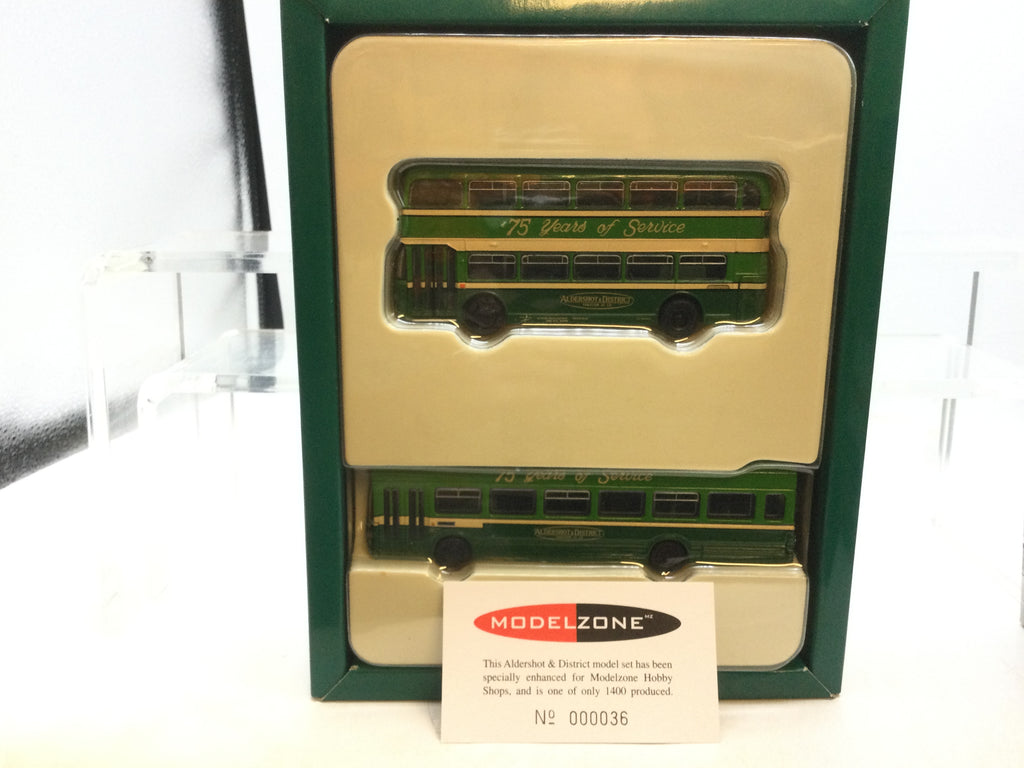 75 Years of Service
ALDERSHOT & DISTRICT
75 Years of Service
ALDERSHOT & DISTRICT
MODELZONE MZ
This Aldershot & District model set has been
specially enhanced for Modelzone Hobby
Shops, and is one of only 1400 produced.
Nº 000036